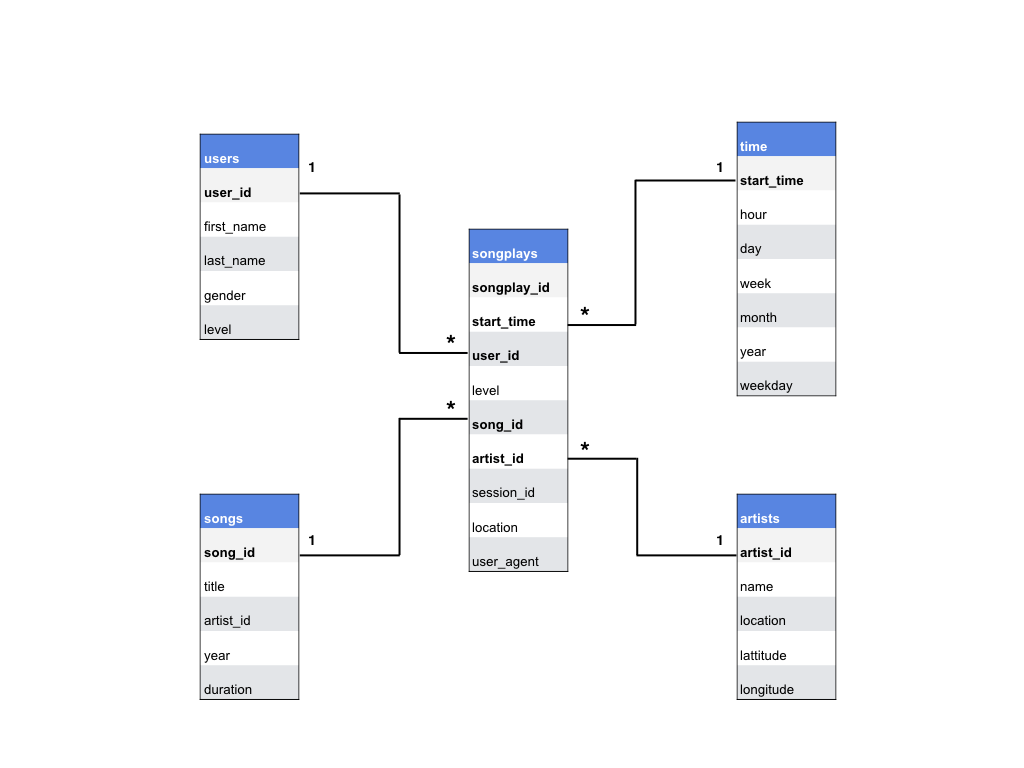 users
1
user_id
first_name
last_name
gender
level
time
1
start_time
hour
day
week
month
year
weekday
songplays
songplay_id
start_time
*
user_id
*
level
song_id
*
artist_id
*
session_id
location
user_agent
songs
song_id
1
title
artist_id
year
duration
artists
1
artist_id
name
location
lattitude
longitude